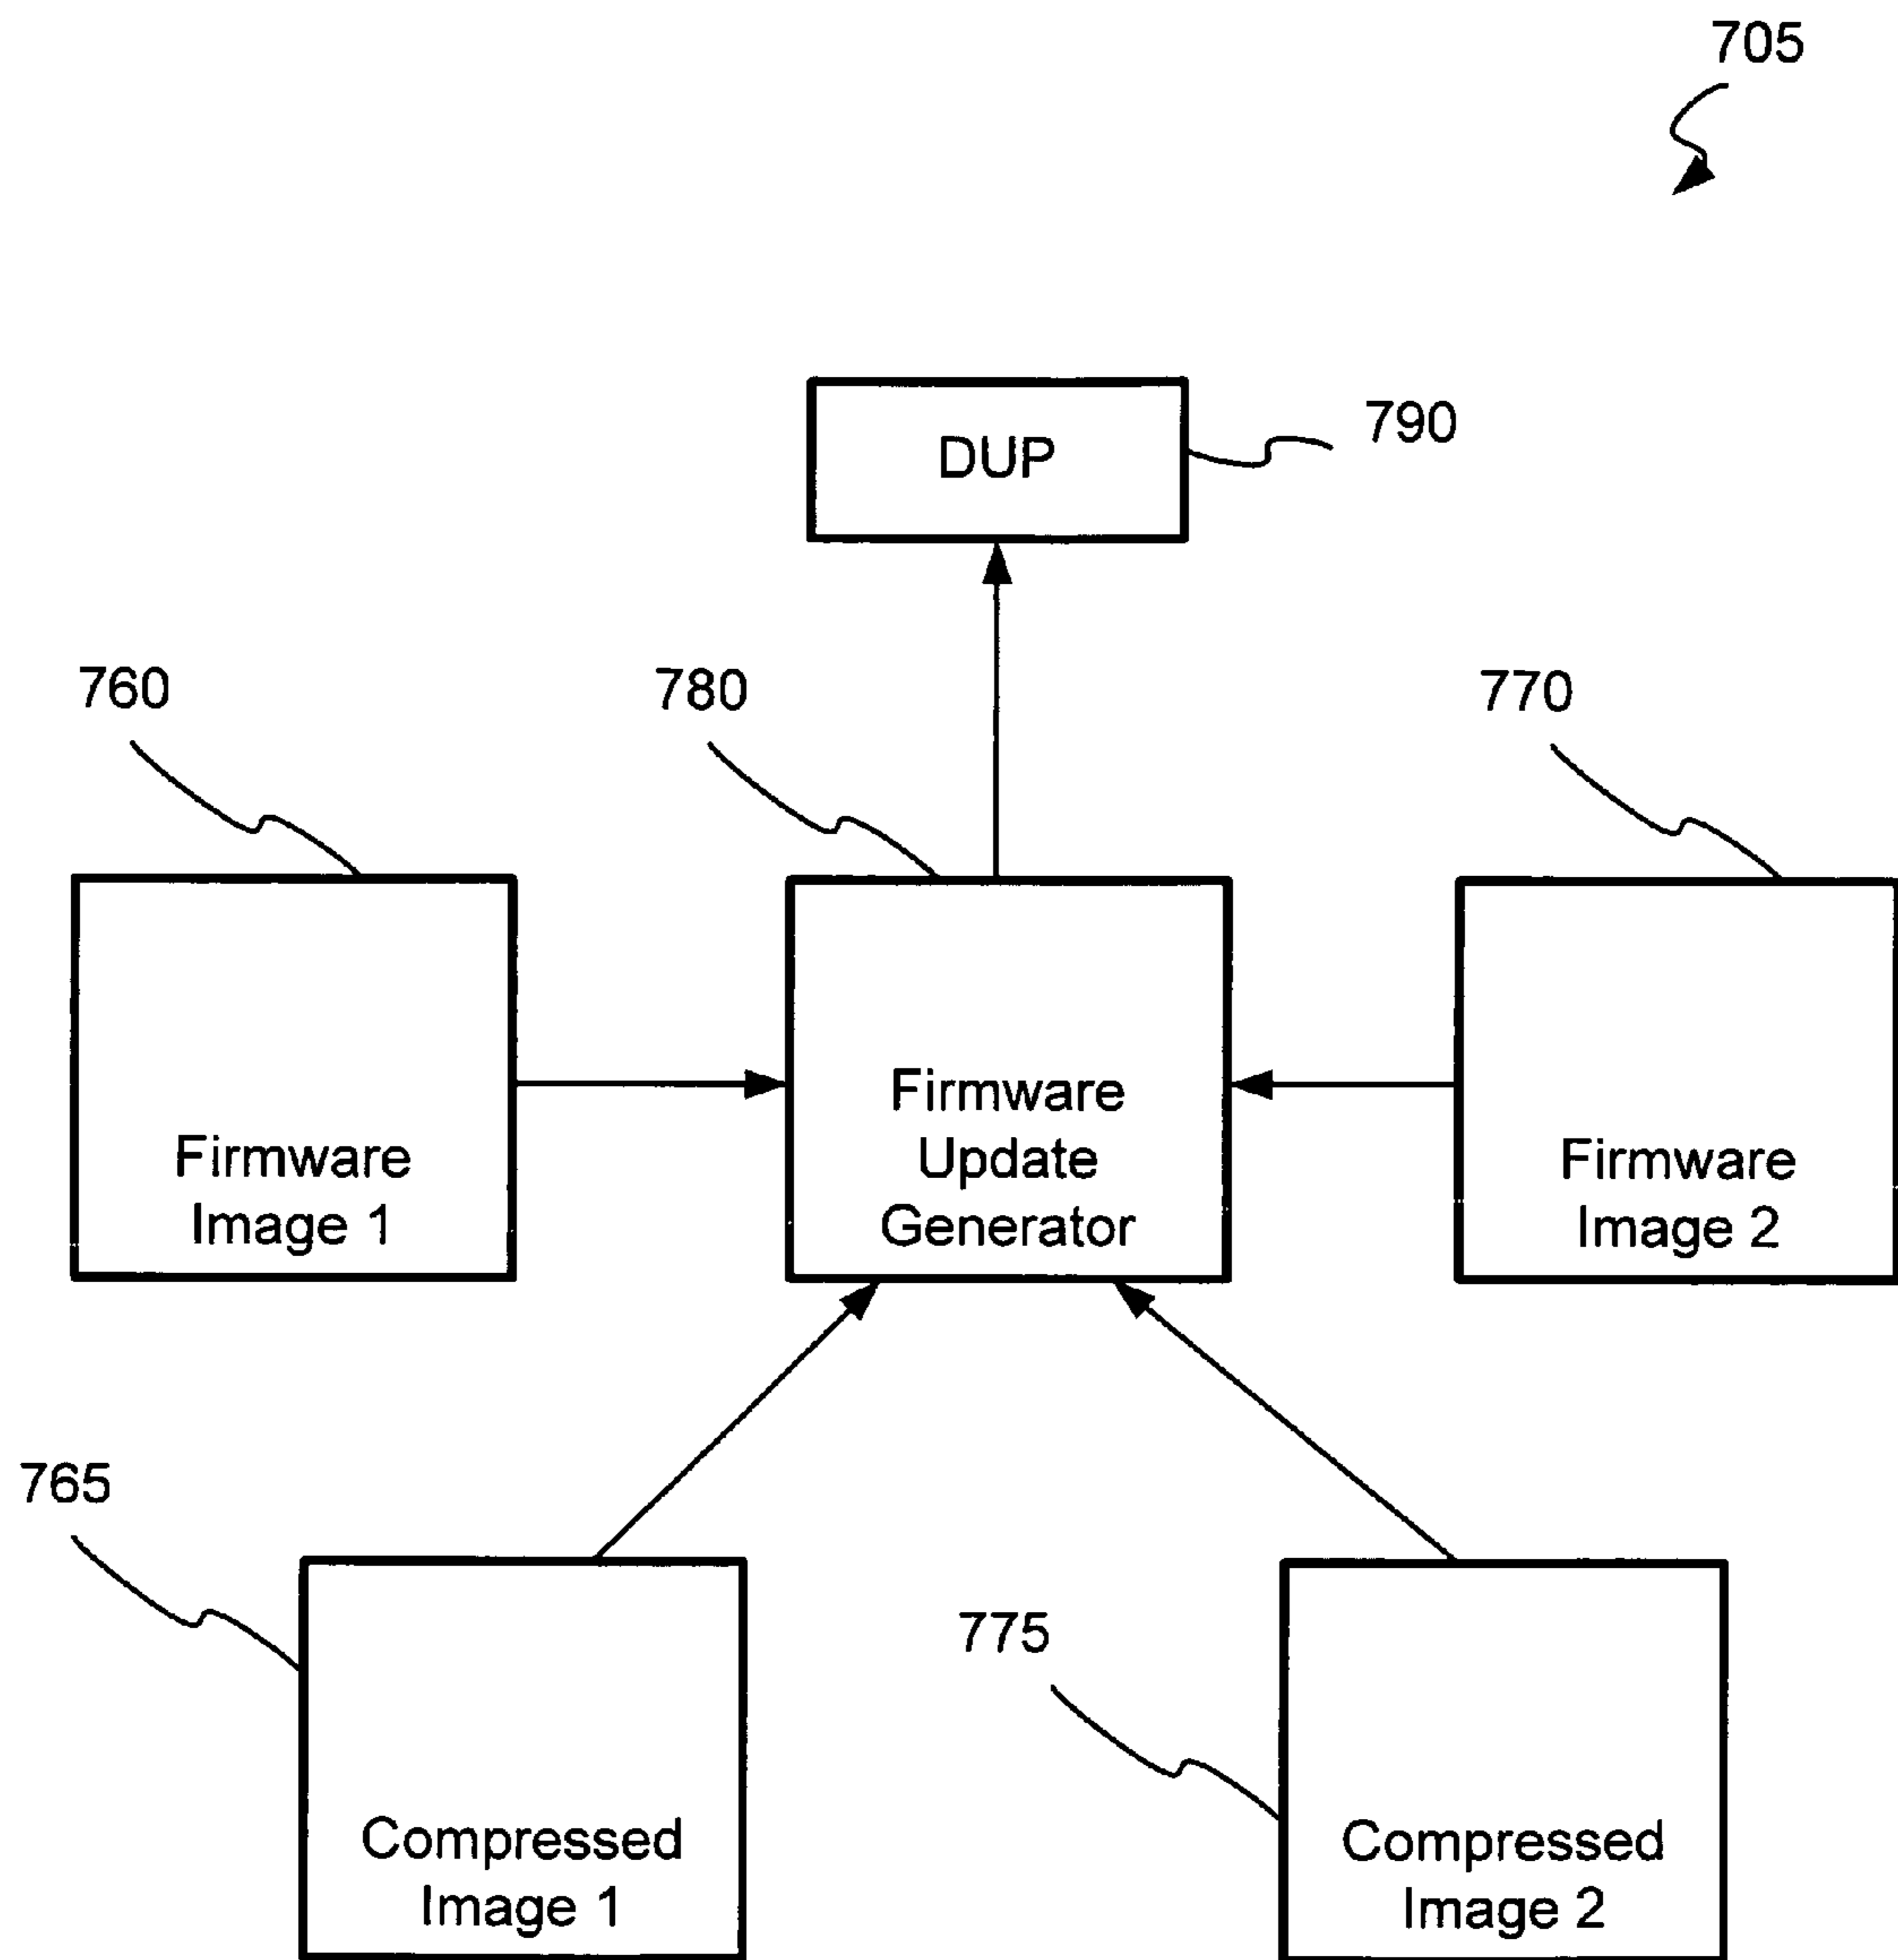 705
DUP
790
760
780
770
Firmware
Image 1
Firmware
Update
Generator
Firmware
Image 2
765
775
Compressed
Image 1
Compressed
Image 2